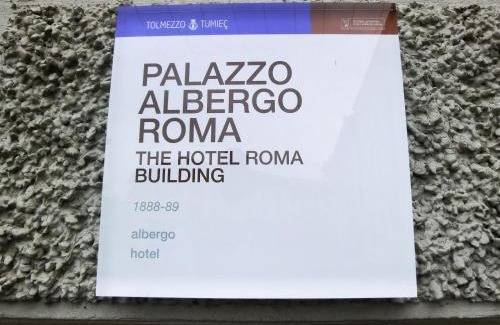 TOLMEZZO TUMIEÇ
PALAZZO
ALBERGO
ROMA
THE HOTEL ROMA
BUILDING
1888-89
albergo
hotel